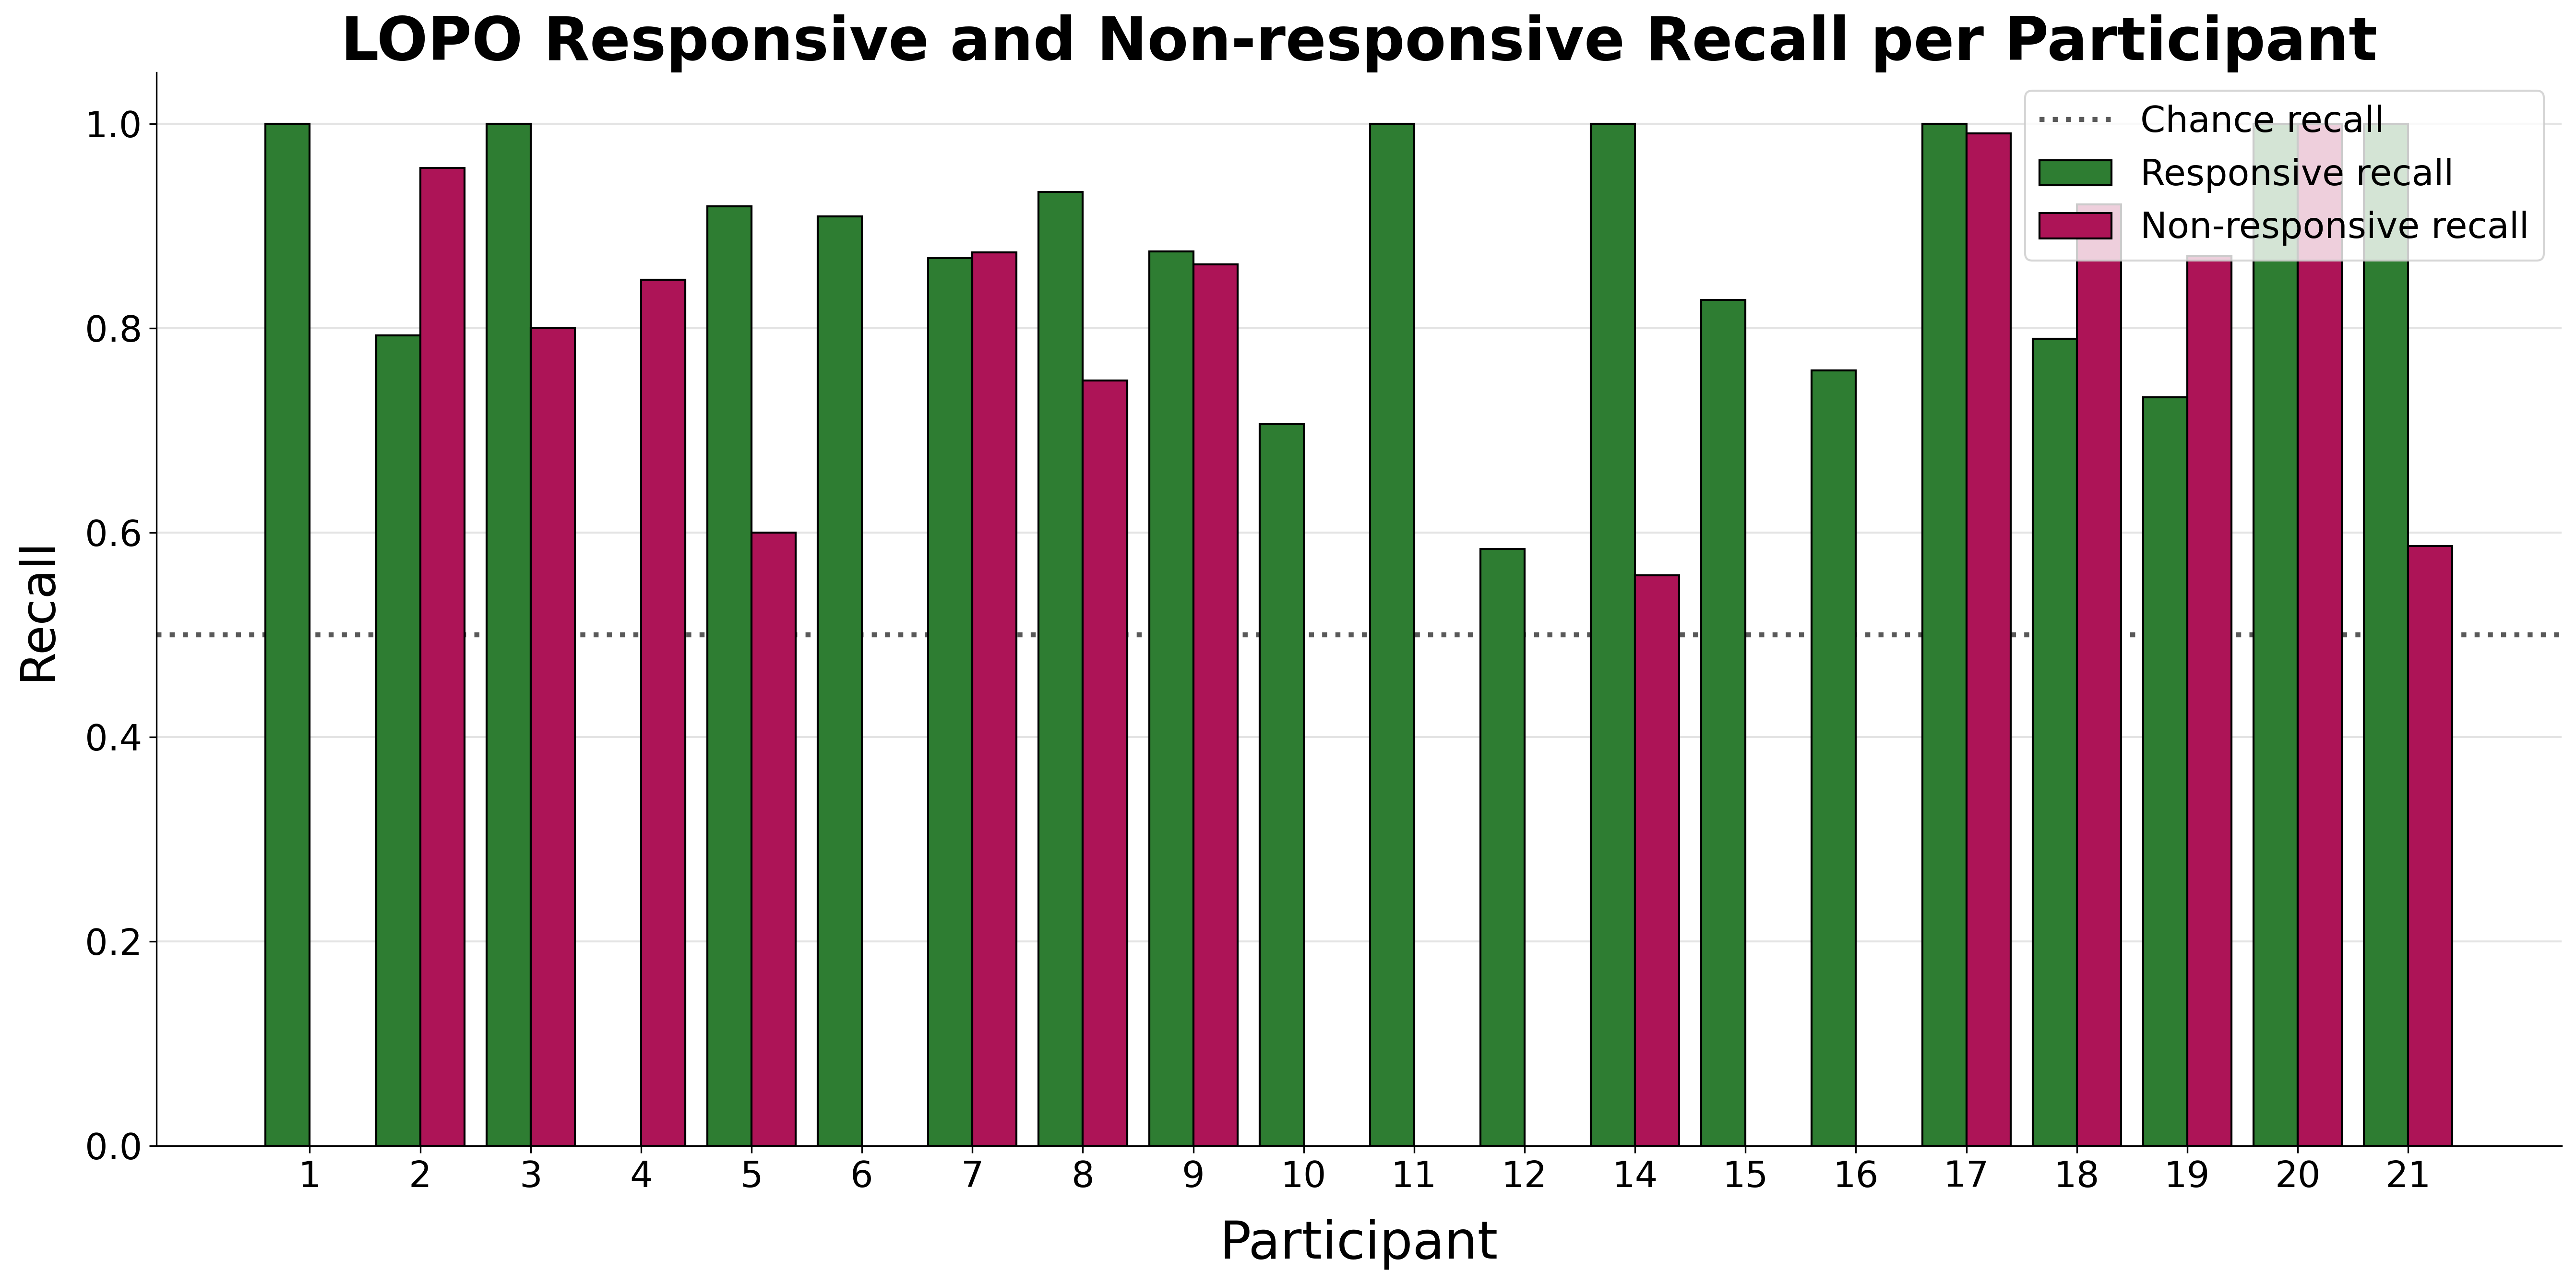 LOPO Responsive and Non-responsive Recall per Participant
Chance recall
Responsive recall
Non-responsive recall
1.0
0.8
0.6
0.4
0.2
0.0
Recall
1 2 3 4 5 6 7 8 9 10 11 12 14 15 16 17 18 19 20 21
Participant